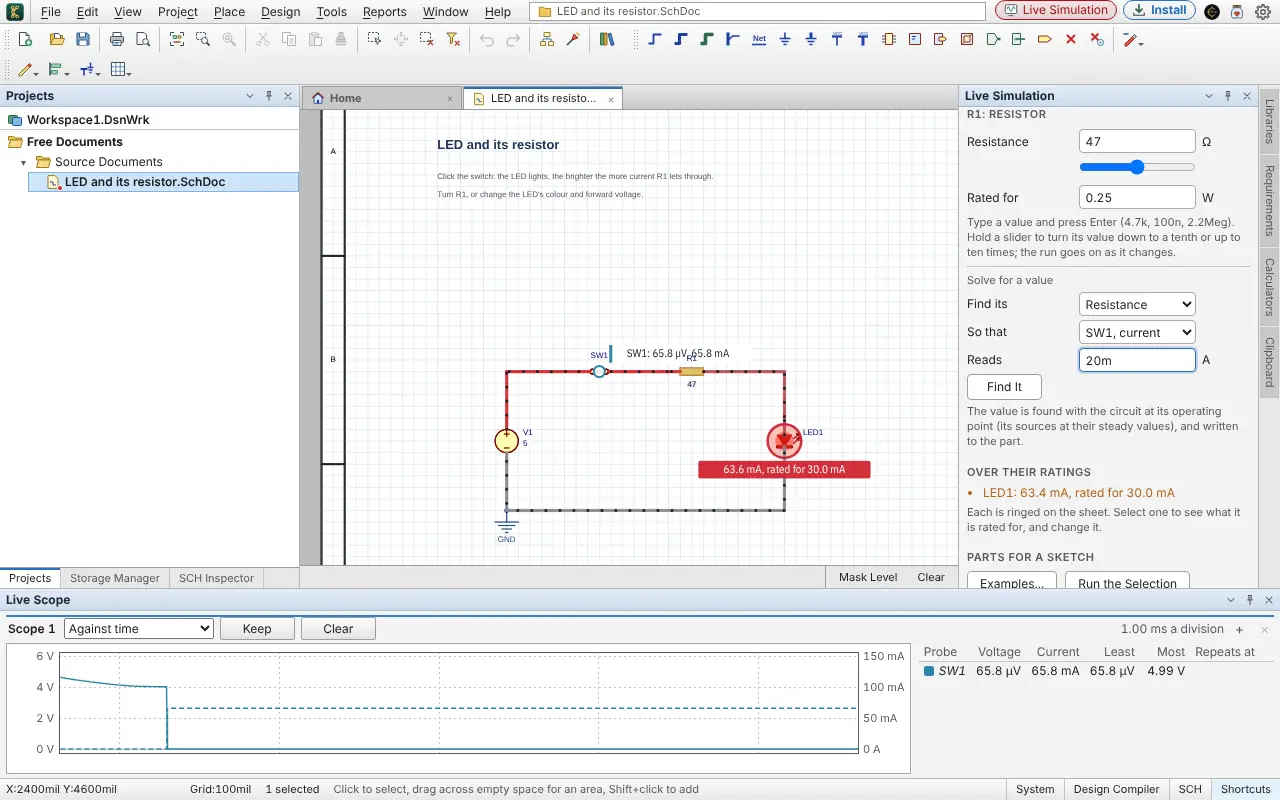 File Edit View Project Place Design Tools Reports Window Help
LED and its resistor.SchDoc
Live Simulation
Install
Net
Projects
Workspace1.DsnWrk
Free Documents
Source Documents
LED and its resistor.SchDoc
Projects Storage Manager SCH Inspector
Home
LED and its resisto...
A
B
LED and its resistor
Click the switch: the LED lights, the brighter the more current R1 lets through.
Turn R1, or change the LED's colour and forward voltage.
SW1
SW1: 65.8 µV, 65.8 mA
R1
47
V1
5
LED1
63.6 mA, rated for 30.0 mA
GND
Mask Level Clear
Live Simulation
R1: RESISTOR
Resistance 47 Ω
Rated for 0.25 W
Type a value and press Enter (4.7k, 100n, 2.2Meg).
Hold a slider to turn its value down to a tenth or up to
ten times; the run goes on as it changes.
Solve for a value
Find its Resistance
So that SW1, current
Reads 20m A
Find It
The value is found with the circuit at its operating
point (its sources at their steady values), and written
to the part.
OVER THEIR RATINGS
• LED1: 63.4 mA, rated for 30.0 mA
Each is ringed on the sheet. Select one to see what it
is rated for, and change it.
PARTS FOR A SKETCH
Examples... Run the Selection
Libraries
Requirements
Calculators
Clipboard
Live Scope
Scope 1 Against time Keep Clear
1.00 ms a division + ×
6 V
4 V
2 V
0 V
150 mA
100 mA
50 mA
0 A
Probe Voltage Current Least Most Repeats at
SW1 65.8 µV 65.8 mA 65.8 µV 4.99 V
X:2400mil Y:4600mil Grid:100mil 1 selected Click to select, drag across empty space for an area, Shift+click to add
System Design Compiler SCH Shortcuts